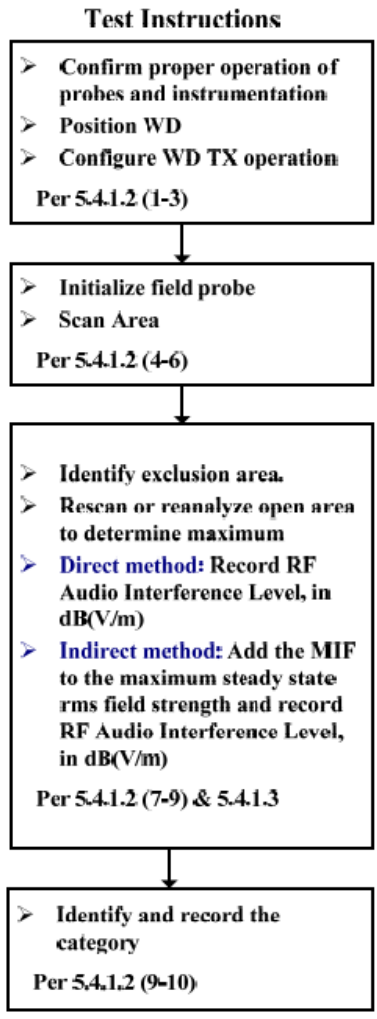 Test Instructions
➢ Confirm proper operation of
probes and instrumentation
➢ Position WD
➢ Configure WD TX operation
Per 5.4.1.2 (1-3)
➢ Initialize field probe
➢ Scan Area
Per 5.4.1.2 (4-6)
➢ Identify exclusion area.
➢ Rescan or reanalyze open area
to determine maximum
➢ Direct method: Record RF
Audio Interference Level, in
dB(V/m)
➢ Indirect method: Add the MIF
to the maximum steady state
rms field strength and record
RF Audio Interference Level,
in dB(V/m)
Per 5.4.1.2 (7-9) & 5.4.1.3
➢ Identify and record the
category
Per 5.4.1.2 (9-10)